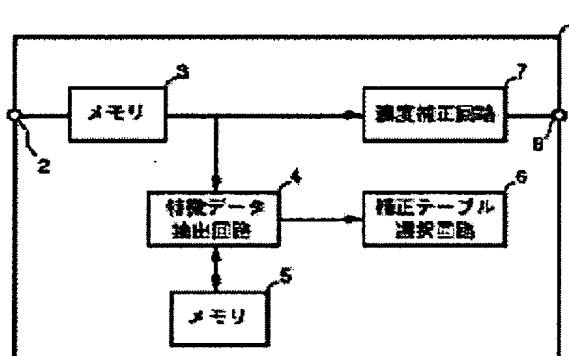 3
7
メモリ
濃度補正回路
2
8
4
6
特徴データ
抽出回路
補正テーブル
選択回路
5
メモリ